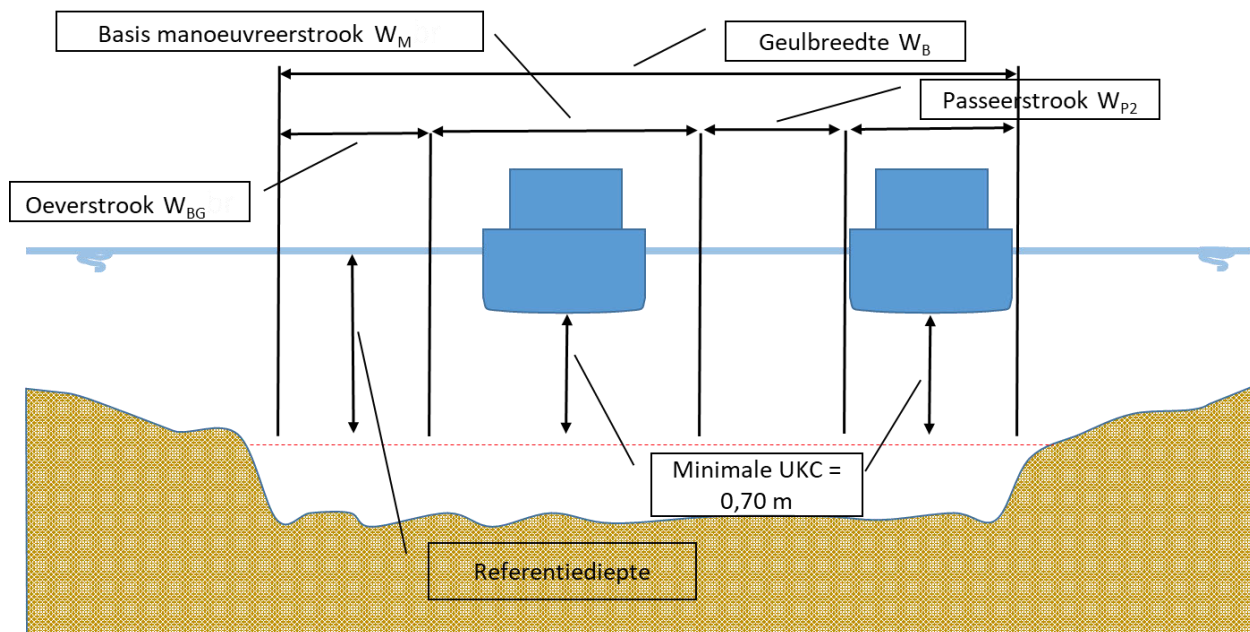 Basis manoeuvreerstrook W_M
Geulbreedte W_B
Passeerstrook W_P2
Oeverstrook W_BG
Minimale UKC =
0,70 m
Referentiediepte